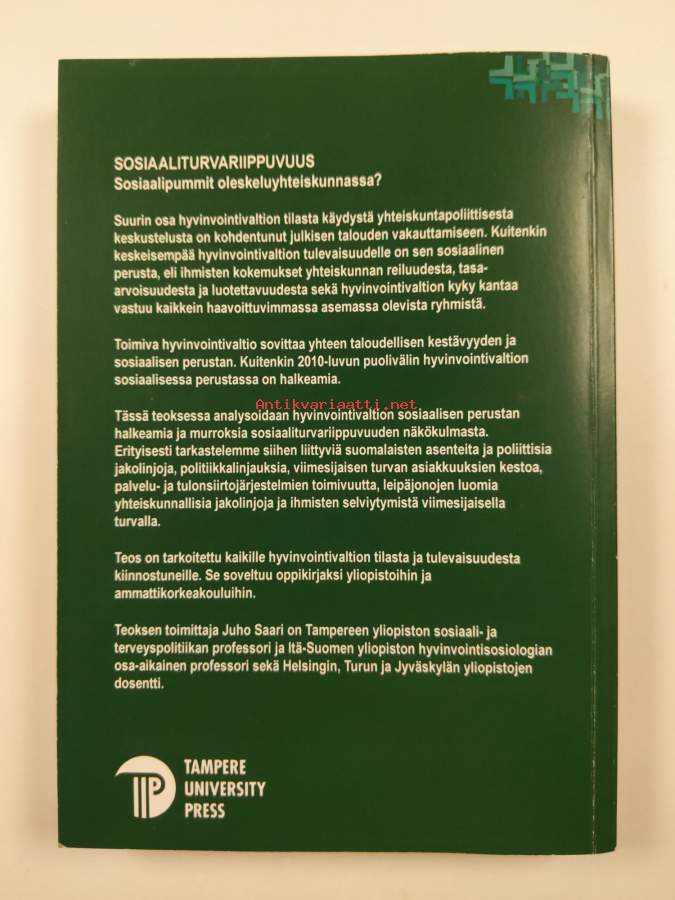 SOSIAALITURVARIIPPUVUUS
Sosiaalipummit oleskeluyhteiskunnassa?
Suurin osa hyvinvointivaltion tilasta käydystä yhteiskuntapoliittisesta
keskustelusta on kohdentunut julkisen talouden vakauttamiseen. Kuitenkin
keskeisempää hyvinvointivaltion tulevaisuudelle on sen sosiaalinen
perusta, eli ihmisten kokemukset yhteiskunnan reiluudesta, tasa-
arvoisuudesta ja luotettavuudesta sekä hyvinvointivaltion kyky kantaa
vastuu kaikkein haavoittuvimmassa asemassa olevista ryhmistä.
Toimiva hyvinvointivaltio sovittaa yhteen taloudellisen kestävyyden ja
sosiaalisen perustan. Kuitenkin 2010-luvun puolivälin hyvinvointivaltion
sosiaalisessa perustassa on halkeamia.
Antikvariaatti.net
Tässä teoksessa analysoidaan hyvinvointivaltion sosiaalisen perustan
halkeamia ja murroksia sosiaaliturvariippuvuuden näkökulmasta.
Erityisesti tarkastelemme siihen liittyviä suomalaisten asenteita ja poliittisia
jakolinjoja, politiikkalinjauksia, viimesijaisen turvan asiakkuuksien kestoa,
palvelu- ja tulonsiirtojärjestelmien toimivuutta, leipäjonojen luomia
yhteiskunnallisia jakolinjoja ja ihmisten selviytymistä viimesijaisella
turvalla.
Teos on tarkoitettu kaikille hyvinvointivaltion tilasta ja tulevaisuudesta
kiinnostuneille. Se soveltuu oppikirjaksi yliopistoihin ja
ammattikorkeakouluihin.
Teoksen toimittaja Juho Saari on Tampereen yliopiston sosiaali- ja
terveyspolitiikan professori ja Itä-Suomen yliopiston hyvinvointisosiologian
osa-aikainen professori sekä Helsingin, Turun ja Jyväskylän yliopistojen
dosentti.
TAMPERE
UNIVERSITY
PRESS